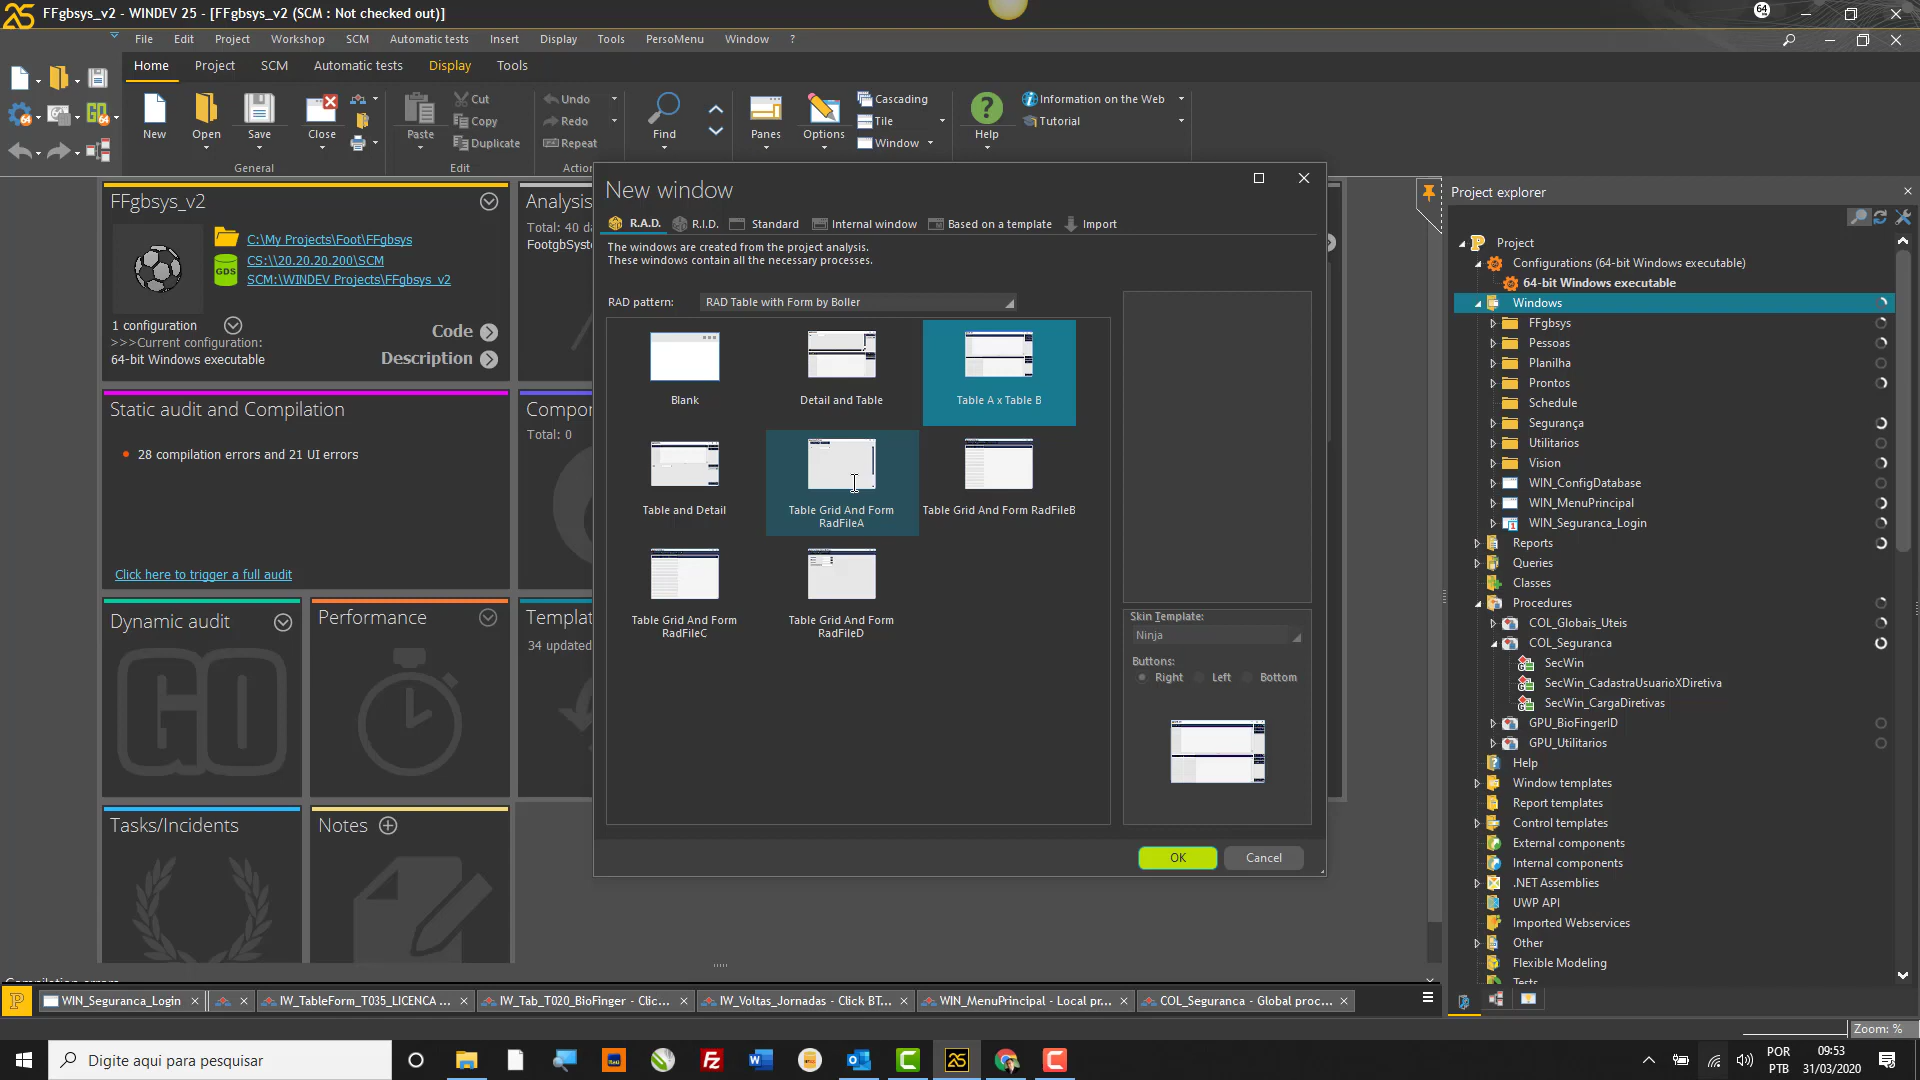 FFgbsys_v2 - WINDEV 25 - [FFgbsys_v2 (SCM : Not checked out)]
64
File Edit Project Workshop SCM Automatic tests Insert Display Tools PersoMenu Window ?
Home Project SCM Automatic tests Display Tools
New Open Save Close Paste Cut Copy Duplicate Undo Redo Repeat Find Panes Options Cascading Tile Window Help Information on the Web Tutorial
General Edit
FFgbsys_v2
C:\My Projects\Foot\FFgbsys
CS:\\20.20.20.200\SCM
GDS
SCM:\WINDEV Projects\FFgbsys_v2
1 configuration
>>>Current configuration:
64-bit Windows executable
Code
Description
Analysis
Total: 40 da
FootgbSyst
Static audit and Compilation
28 compilation errors and 21 UI errors
Click here to trigger a full audit
Compo
Total: 0
Dynamic audit
GO
Performance
Templat
34 updated
Tasks/Incidents
Notes
New window
R.A.D. R.I.D. Standard Internal window Based on a template Import
The windows are created from the project analysis.
These windows contain all the necessary processes.
RAD pattern: RAD Table with Form by Boller
Blank
Detail and Table
Table A x Table B
Table and Detail
Table Grid And Form RadFileA
Table Grid And Form RadFileB
Table Grid And Form RadFileC
Table Grid And Form RadFileD
Skin Template:
Ninja
Buttons:
Right Left Bottom
OK Cancel
Project explorer
Project
Configurations (64-bit Windows executable)
64-bit Windows executable
Windows
FFgbsys
Pessoas
Planilha
Prontos
Schedule
Segurança
Utilitarios
Vision
WIN_ConfigDatabase
WIN_MenuPrincipal
WIN_Seguranca_Login
Reports
Queries
Classes
Procedures
COL_Globais_Uteis
COL_Seguranca
SecWin
SecWin_CadastraUsuarioXDiretiva
SecWin_CargaDiretivas
GPU_BioFingerID
GPU_Utilitarios
Help
Window templates
Report templates
Control templates
External components
Internal components
.NET Assemblies
UWP API
Imported Webservices
Other
Flexible Modeling
WIN_Seguranca_Login
IW_TableForm_T035_LICENCA ...
IW_Tab_T020_BioFinger - Clic...
IW_Voltas_Jornadas - Click BT...
WIN_MenuPrincipal - Local pr...
COL_Seguranca - Global proc...
Zoom: %
Digite aqui para pesquisar
POR
PTB
09:53
31/03/2020